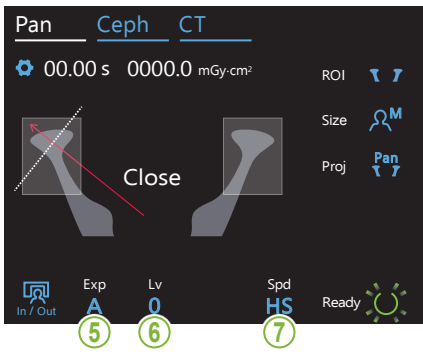 Pan Ceph CT
00.00 s 0000.0 mGy·cm²
ROI
Size M
Close
Proj Pan
Exp Lv Spd
In / Out A 0 HS Ready
5 6 7